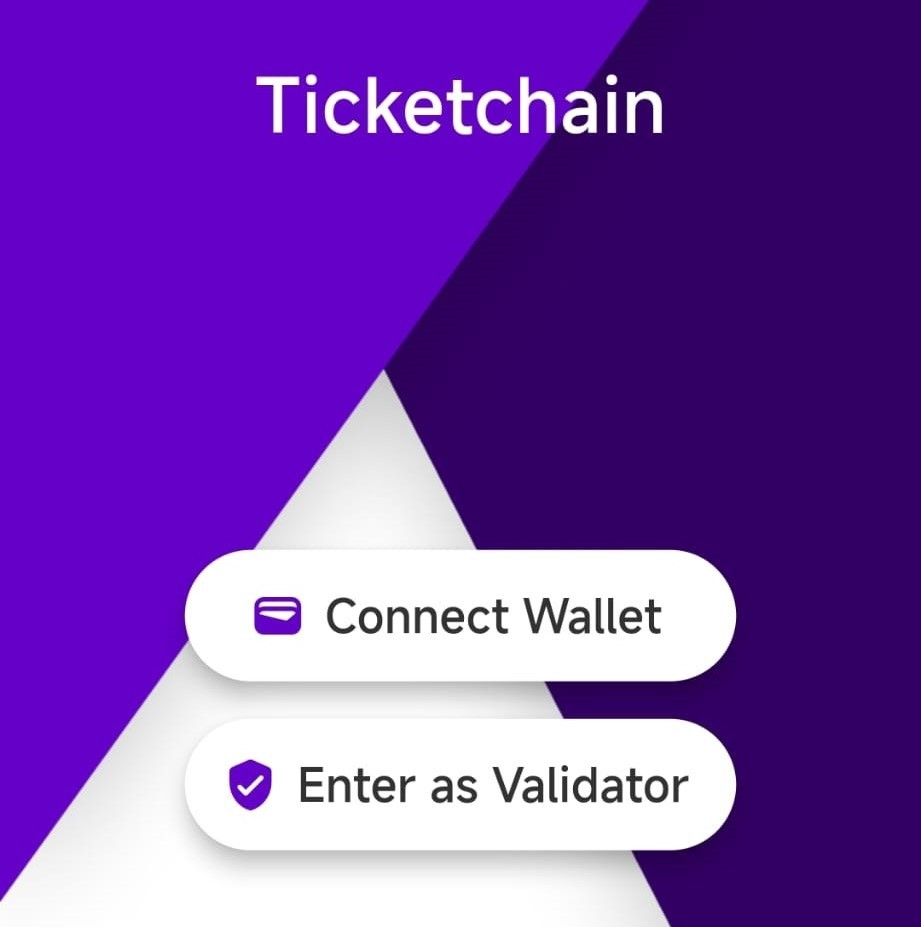 Ticketchain
Connect Wallet
Enter as Validator